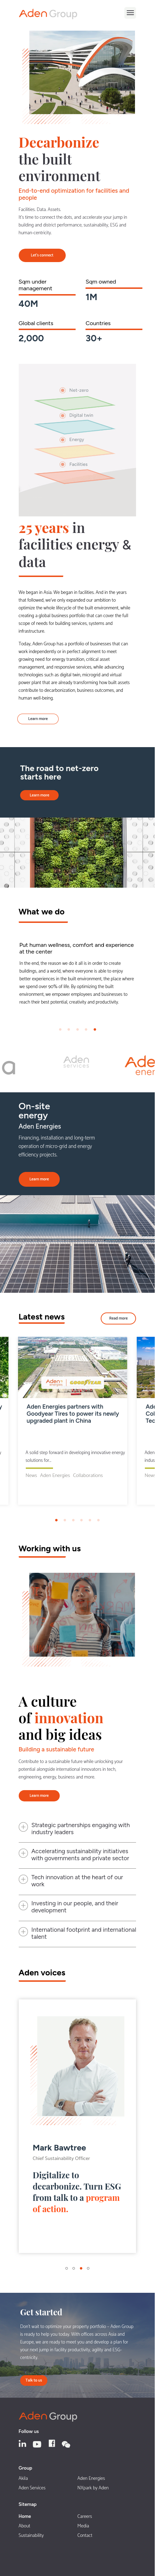 Aden Group
Decarbonize
the built
environment
End-to-end optimization for facilities and
people
Facilities. Data. Assets.
It's time to connect the dots, and accelerate your jump in
building and district performance, sustainability, ESG and
human-centricity.
Let's connect
Sqm under
management
40M
Sqm owned
1M
Global clients
2,000
Countries
30+
Net-zero
Digital twin
Energy
Facilities
25 years in
facilities energy &
data
We began in Asia. We began in facilities. And in the years
that followed, we've only expanded our ambition: to
optimize the whole lifecycle of the built environment, while
creating a global business portfolio that can cover the full
spread of needs for building services, systems and
infrastructure.
Today, Aden Group has a portfolio of businesses that can
work independently or in perfect alignment to meet
growing need for energy transition, critical asset
management, and responsive services, while advancing
technologies such as digital twin, microgrid and virtual
power plant that are already transforming how built assets
contribute to decarbonization, business outcomes, and
human well-being.
Learn more
The road to net-zero
starts here
Learn more
What we do
Put human wellness, comfort and experience
at the center
In the end, the reason we do it all is in order to create
buildings, and a world, where people is able to enjoy
better experiences in the built environment, the place where
we spend over 90% of life. By optimizing the built
environment, we empower employees and businesses to
reach their best potential, creativity and productivity.
a
Aden
SERVICES
Ade
ener
On-site
energy
Aden Energies
Financing, installation and long-term
operation of micro-grid and energy
efficiency projects.
Learn more
Latest news
Read more
Aden
GOODYEAR
Aden Energies partners with
Goodyear Tires to power its newly
upgraded plant in China
A solid step forward in developing innovative energy
solutions for...
News Aden Energies Collaborations
Working with us
A culture
of innovation
and big ideas
Building a sustainable future
Contribute to a sustainable future while unlocking your
potential alongside international innovators in tech,
engineering, energy, business and more.
Learn more
Strategic partnerships engaging with
industry leaders
Accelerating sustainability initiatives
with governments and private sector
Tech innovation at the heart of our
work
Investing in our people, and their
development
International footprint and international
talent
Aden voices
Mark Bawtree
Chief Sustainability Officer
Digitalize to
decarbonize. Turn ESG
from talk to a program
of action.
Get started
Don't wait to optimize your property portfolio - Aden Group
is ready to help you today. With offices across Asia and
Europe, we are ready to meet you and develop a plan for
your next jump in facility productivity, agility and ESG-
centricity.
Talk to us
Aden Group
Follow us
Group
Akila
Aden Energies
Aden Services
NXpark by Aden
Sitemap
Home
Careers
About
Media
Sustainability
Contact